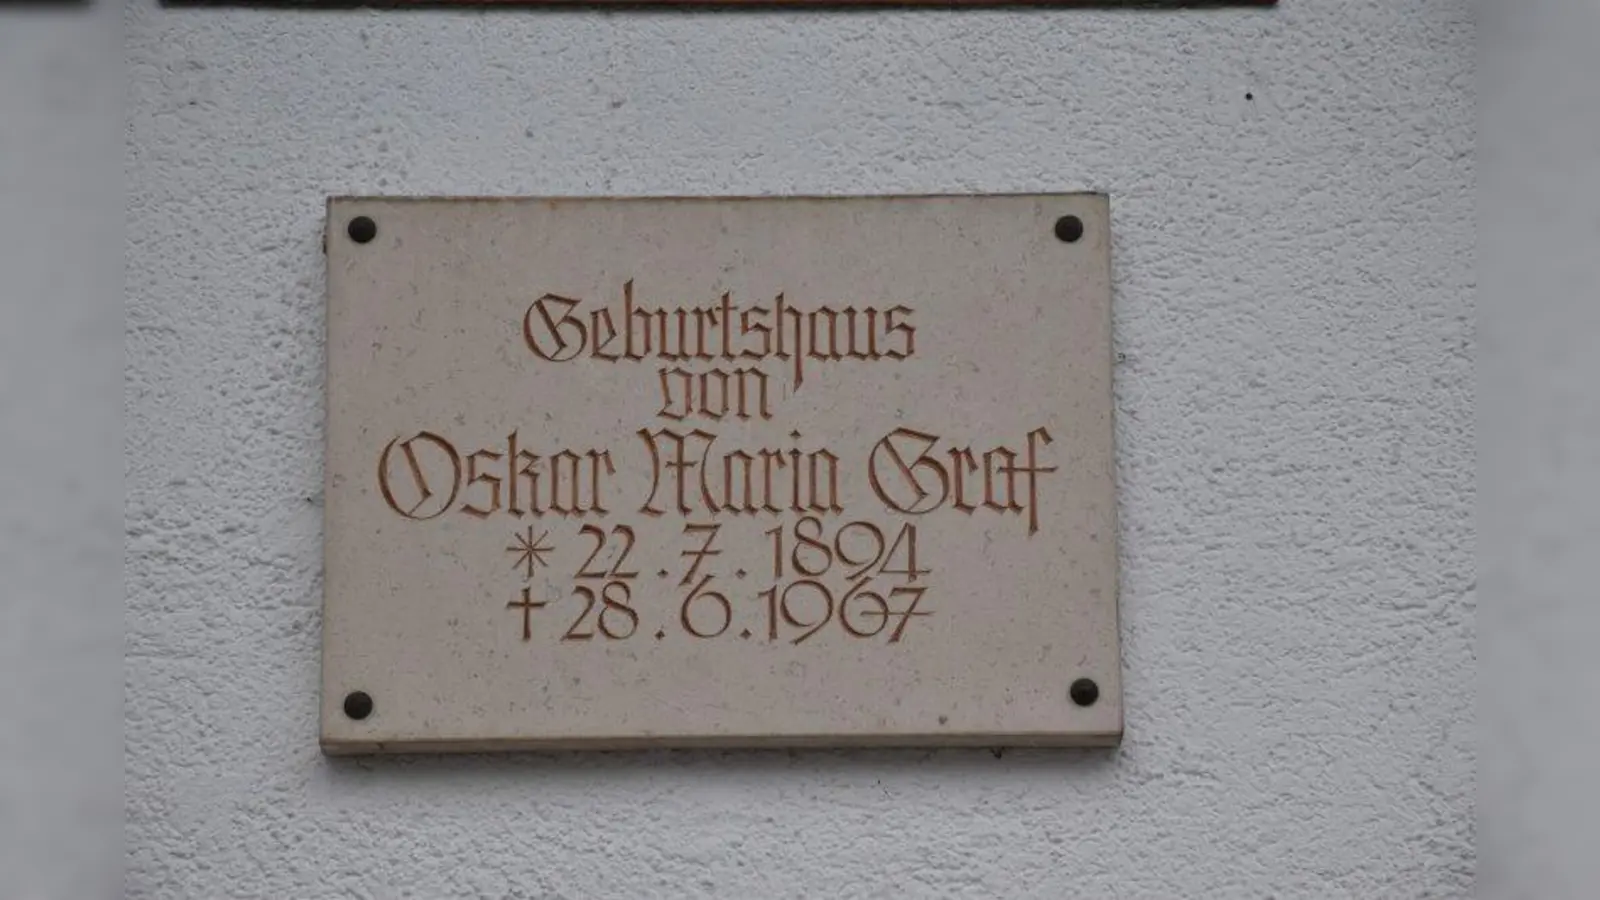 Geburtshaus
von
Oskar Maria Graf
* 22.7.1894
† 28.6.1967